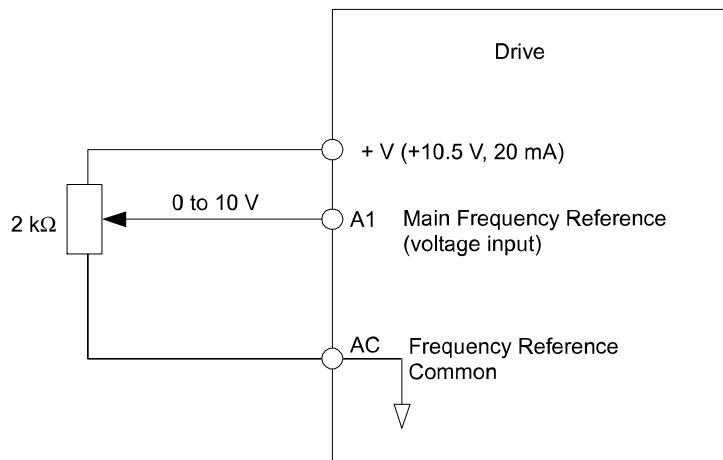 Drive
+ V (+10.5 V, 20 mA)
0 to 10 V
2 kΩ
A1
Main Frequency Reference
(voltage input)
AC
Frequency Reference
Common